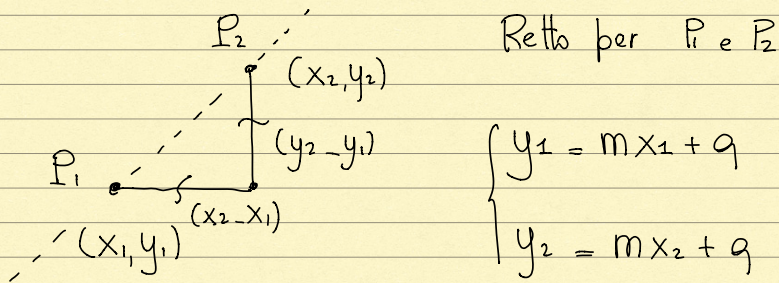 P2
Retta per P1 e P2
(x2, y2)
y1 = mx1 + q
(y2 - y1)
P1
(x2 - x1)
(x1, y1)
y2 = mx2 + q